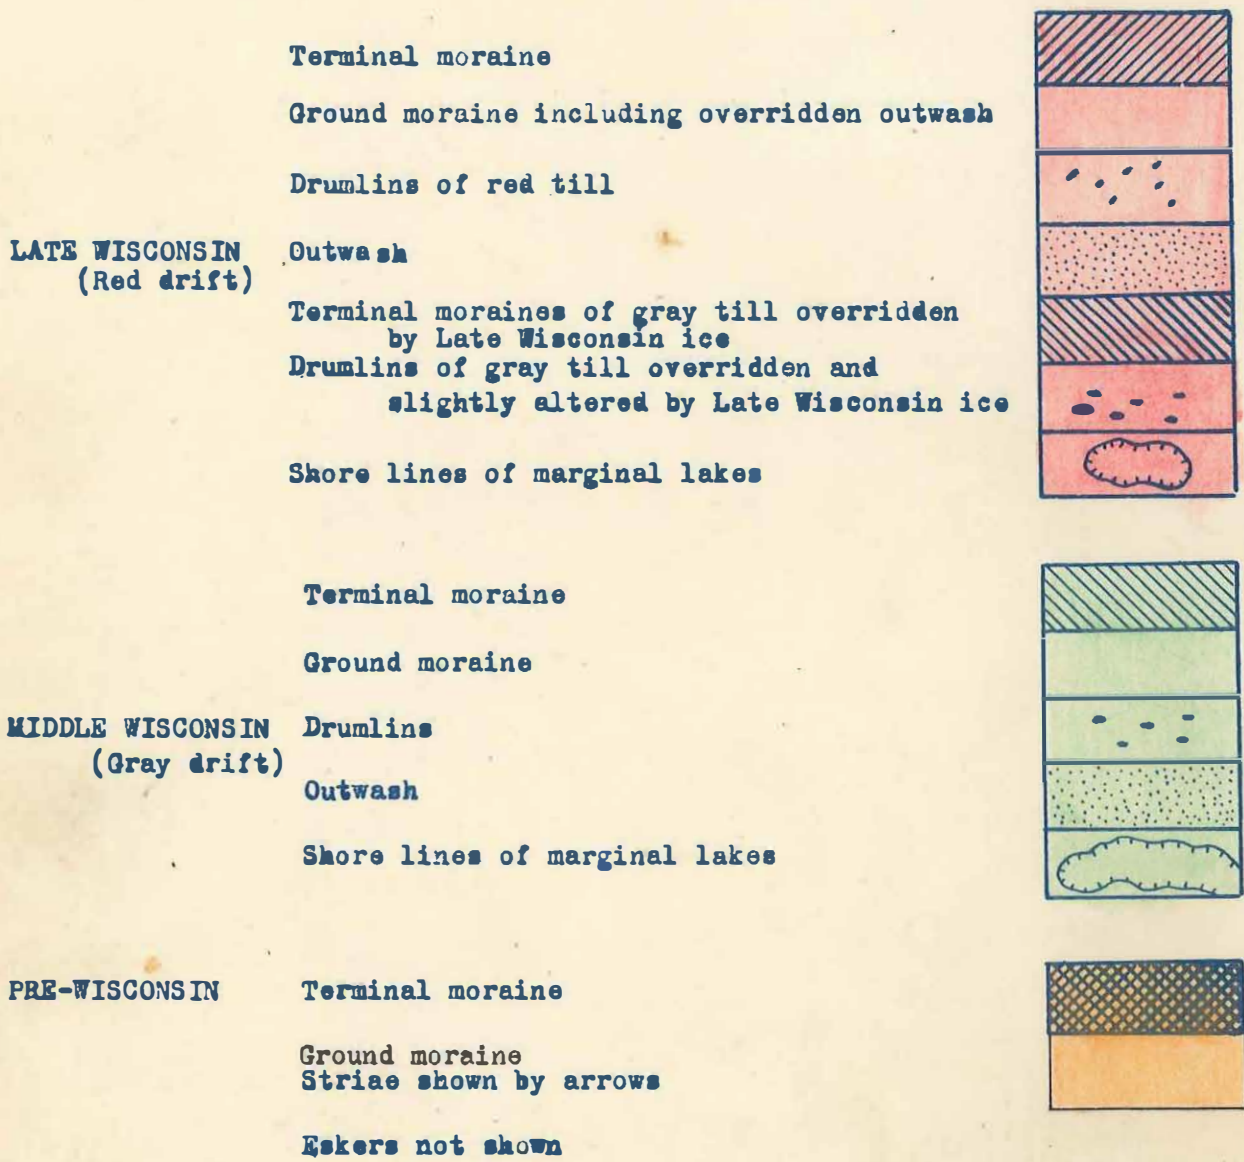 Terminal moraine
Ground moraine including overridden outwash
Drumlins of red till
LATE WISCONSIN
(Red drift)
Outwash
Terminal moraines of gray till overridden
by Late Wisconsin ice
Drumlins of gray till overridden and
slightly altered by Late Wisconsin ice
Shore lines of marginal lakes
Terminal moraine
Ground moraine
MIDDLE WISCONSIN
(Gray drift)
Drumlins
Outwash
Shore lines of marginal lakes
PRE-WISCONSIN
Terminal moraine
Ground moraine
Striae shown by arrows
Eskers not shown